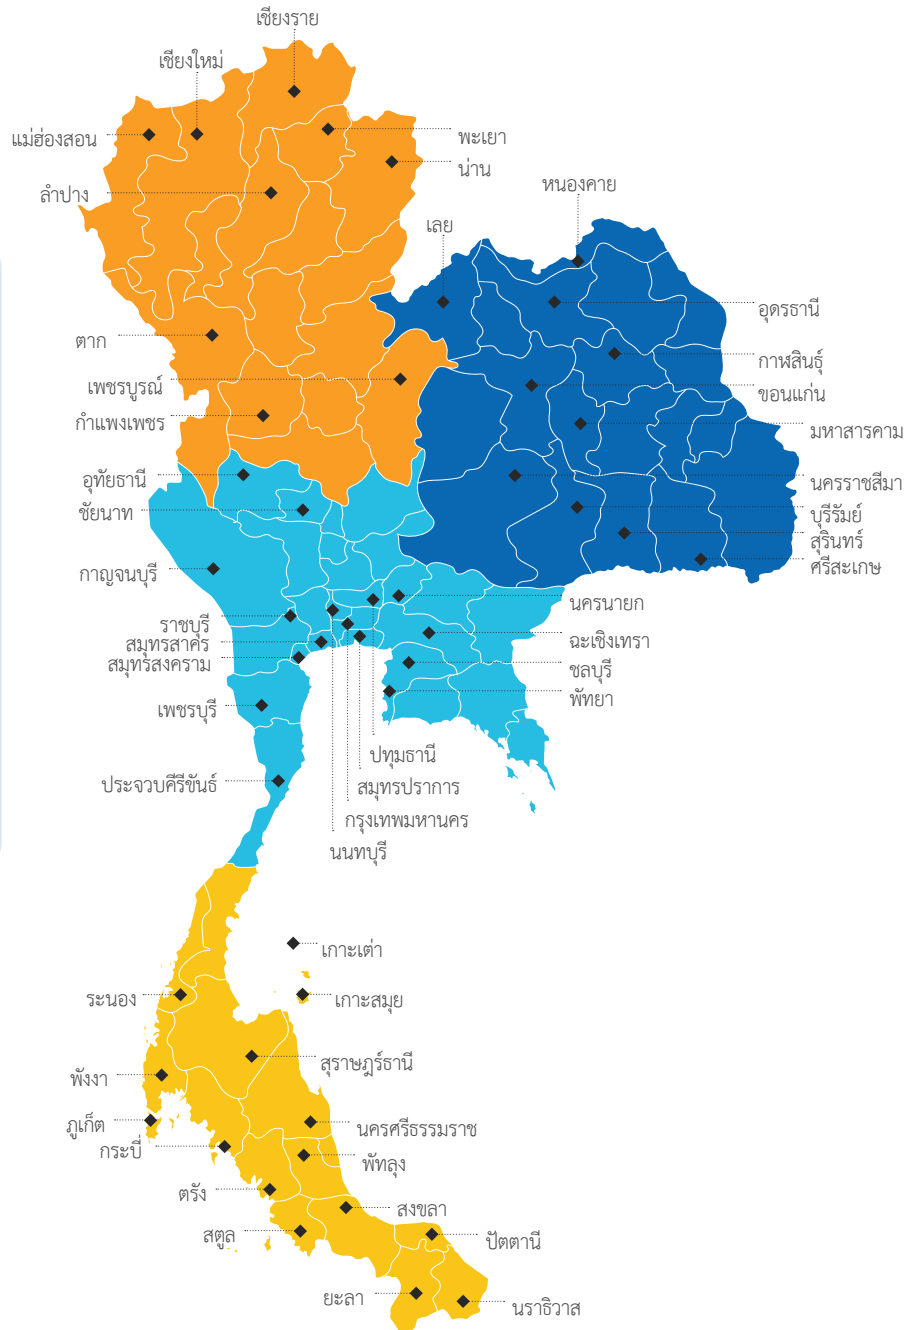 เชียงราย
เชียงใหม่
แม่ฮ่องสอน
พะเยา
น่าน
ลำปาง
หนองคาย
เลย
อุดรธานี
ตาก
กาฬสินธุ์
เพชรบูรณ์
ขอนแก่น
กำแพงเพชร
มหาสารคาม
อุทัยธานี
นครราชสีมา
ชัยนาท
บุรีรัมย์
สุรินทร์
ศรีสะเกษ
กาญจนบุรี
นครนายก
ราชบุรี
สมุทรสาคร
ฉะเชิงเทรา
สมุทรสงคราม
ชลบุรี
พัทยา
เพชรบุรี
ปทุมธานี
ประจวบคีรีขันธ์
สมุทรปราการ
กรุงเทพมหานคร
นนทบุรี
เกาะเต่า
ระนอง
เกาะสมุย
สุราษฎร์ธานี
พังงา
ภูเก็ต
นครศรีธรรมราช
กระบี่
พัทลุง
ตรัง
สงขลา
สตูล
ปัตตานี
ยะลา
นราธิวาส